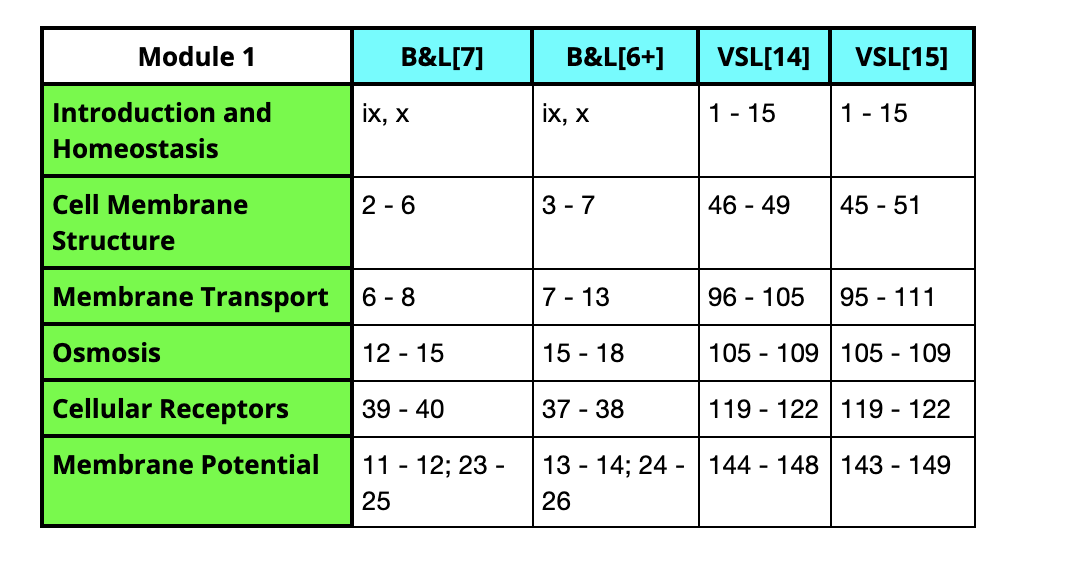 Module 1 B&L[7] B&L[6+] VSL[14] VSL[15]
Introduction and ix, x ix, x 1 - 15 1 - 15
Homeostasis
Cell Membrane 2 - 6 3 - 7 46 - 49 45 - 51
Structure
Membrane Transport 6 - 8 7 - 13 96 - 105 95 - 111
Osmosis 12 - 15 15 - 18 105 - 109 105 - 109
Cellular Receptors 39 - 40 37 - 38 119 - 122 119 - 122
Membrane Potential 11 - 12; 23 - 13 - 14; 24 - 144 - 148 143 - 149
25 26